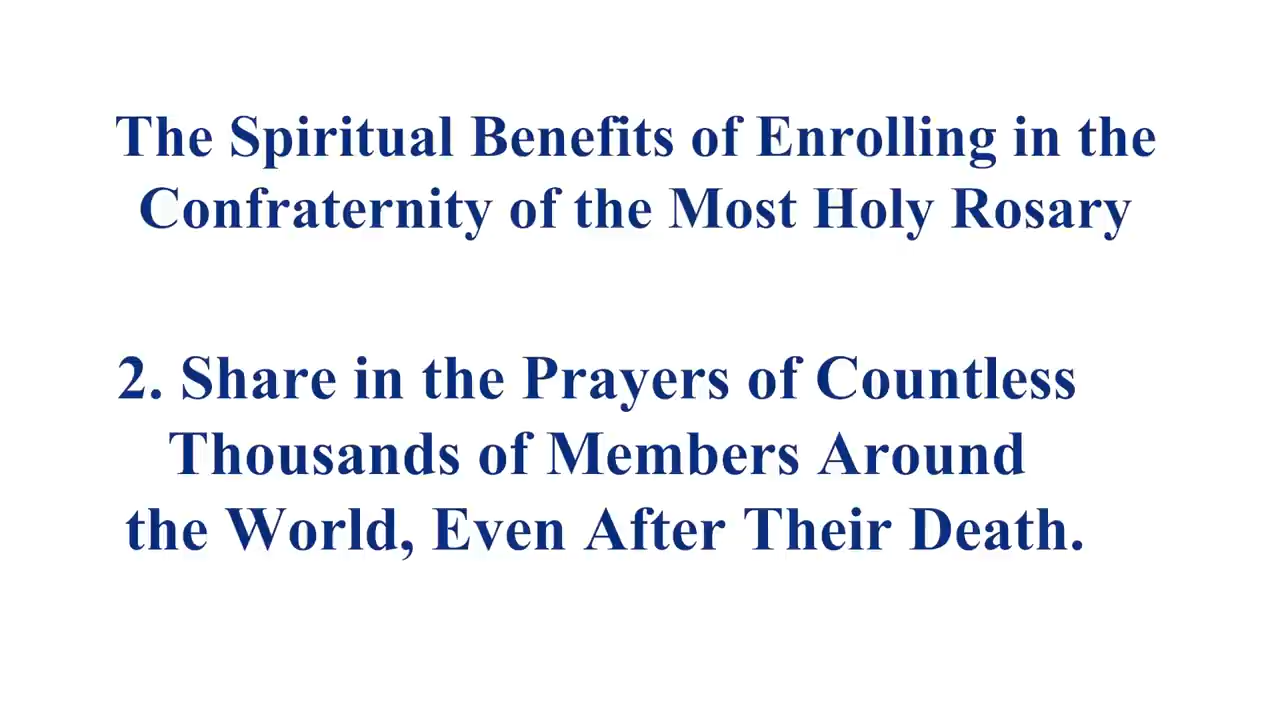 The Spiritual Benefits of Enrolling in the
Confraternity of the Most Holy Rosary
2. Share in the Prayers of Countless
Thousands of Members Around
the World, Even After Their Death.